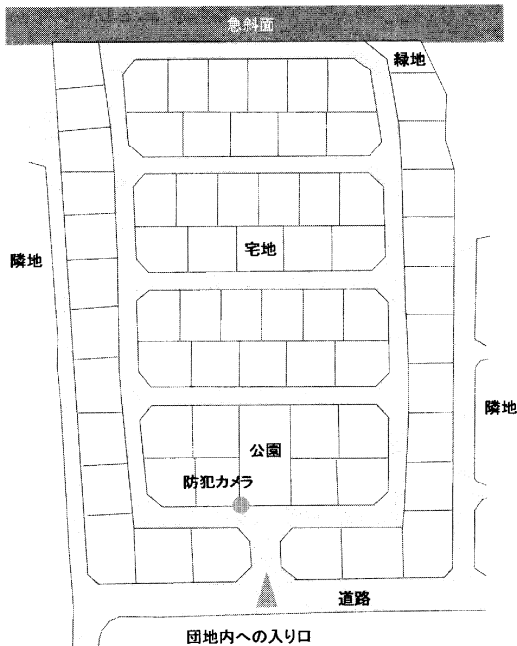 急斜面
緑地
宅地
隣地
隣地
公園
防犯カメラ
道路
団地内への入り口